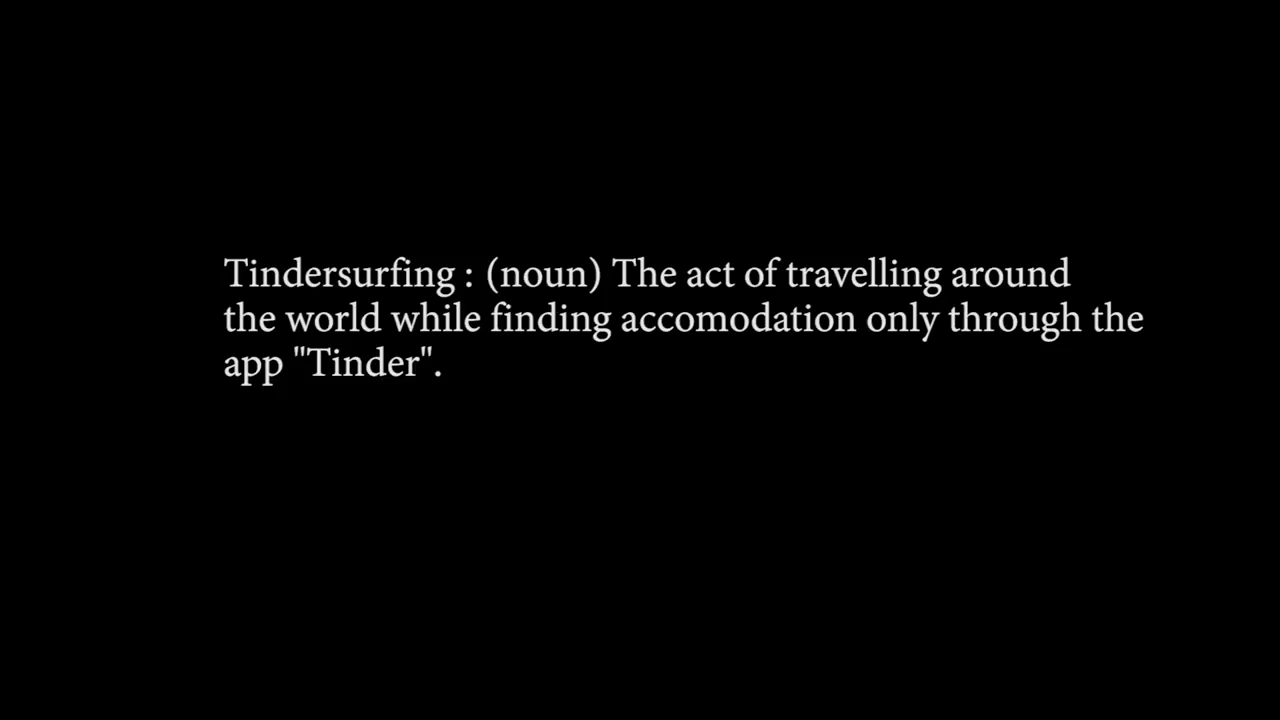 Tindersurfing : (noun) The act of travelling around
the world while finding accomodation only through the
app "Tinder".